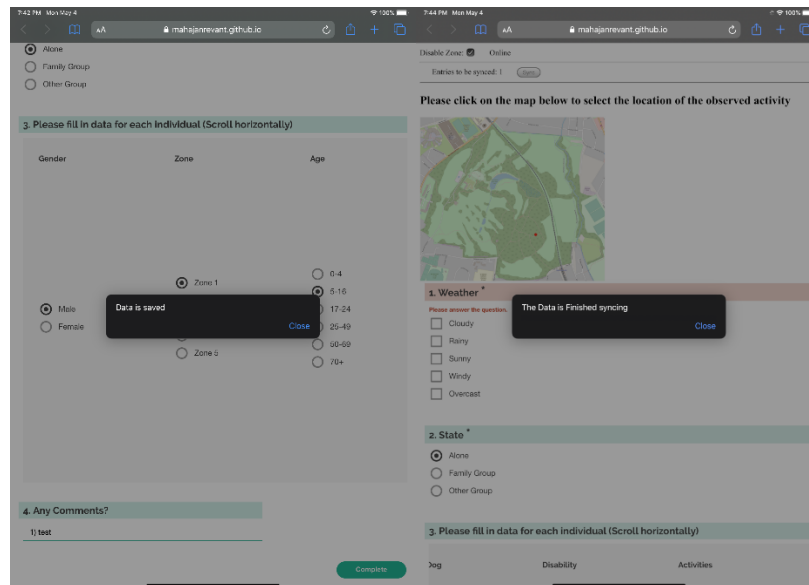 7:42 PM Mon May 4
100%
AA
mahajanrevant.github.io
Alone
Family Group
Other Group
3. Please fill in data for each individual (Scroll horizontally)
Gender Zone Age
Male
Female
Zone 1
Zone 5
0-4
5-16
17-24
25-49
50-69
70+
Data is saved
Close
4. Any Comments?
1) test
Complete
7:44 PM Mon May 4
100%
AA
mahajanrevant.github.io
Disable Zone: Online
Entries to be synced: 1 Sync
Please click on the map below to select the location of the observed activity
1. Weather *
Please answer the question.
Cloudy
Rainy
Sunny
Windy
Overcast
The Data is Finished syncing
Close
2. State *
Alone
Family Group
Other Group
3. Please fill in data for each individual (Scroll horizontally)
Dog Disability Activities